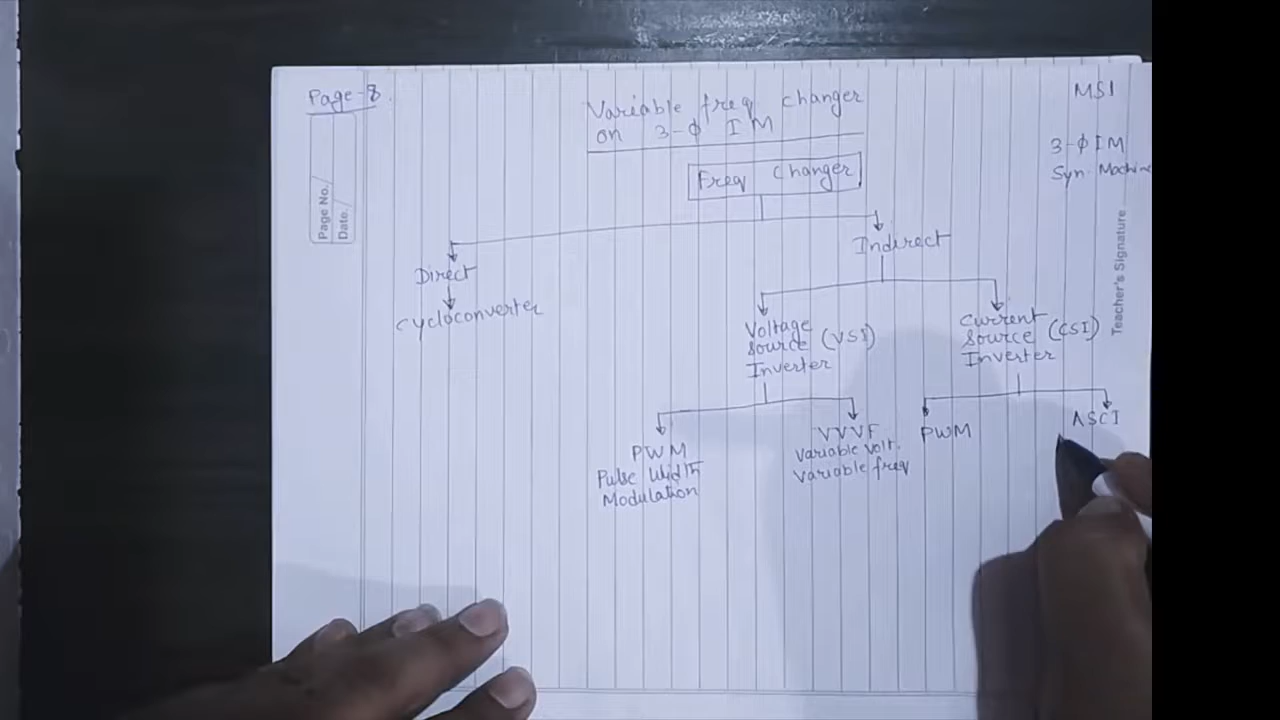 Page-8.
Variable freq changer
on 3-ϕ IM
MSI
3-ϕ IM
Syn. Machine
Page No.
Date.
Teacher's Signature
Freq changer
Direct
Cycloconverter
Indirect
Voltage
Source (VSI)
Inverter
Current
Source (CSI)
Inverter
PWM
Pulse Width
Modulation
VVVF
Variable Volt.
Variable freq
PWM
ASCI